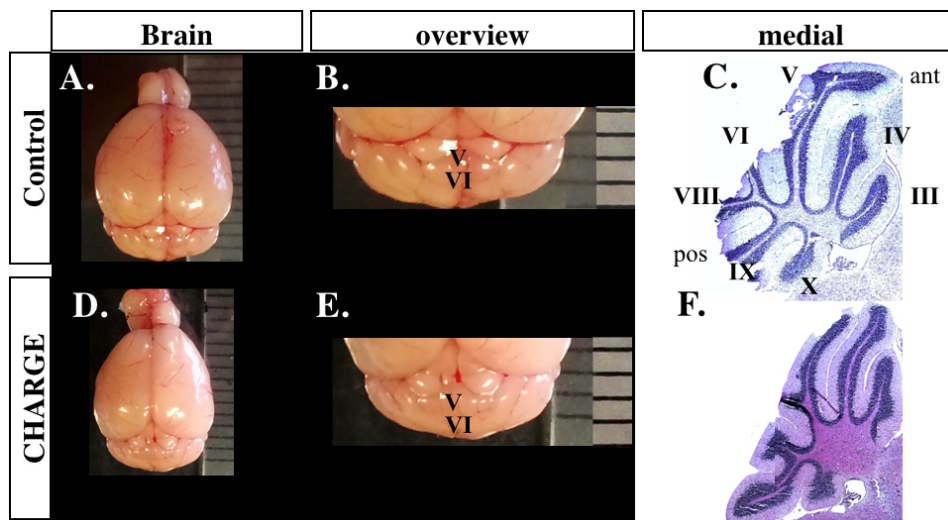 Brain
overview
medial
Control
A.
B.
V
VI
C.
V
ant
VI
IV
VIII
III
pos
IX
X
CHARGE
D.
E.
V
VI
F.